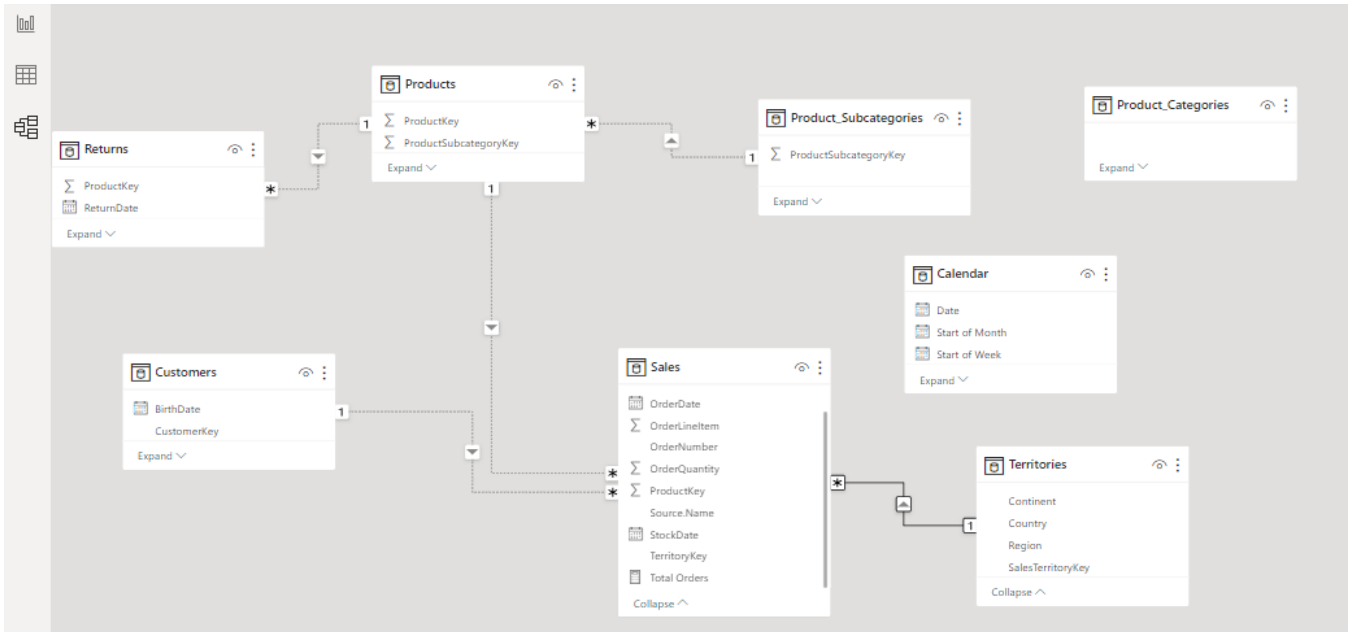 Products
ProductKey
ProductSubcategoryKey
Expand
1
*
1
Product_Subcategories
ProductSubcategoryKey
Expand
1
Product_Categories
Expand
Returns
ProductKey
ReturnDate
Expand
*
Calendar
Date
Start of Month
Start of Week
Expand
Customers
BirthDate
CustomerKey
Expand
1
Sales
OrderDate
OrderLineItem
OrderNumber
OrderQuantity
ProductKey
Source.Name
StockDate
TerritoryKey
Total Orders
Collapse
*
*
*
Territories
Continent
Country
Region
SalesTerritoryKey
Collapse
1